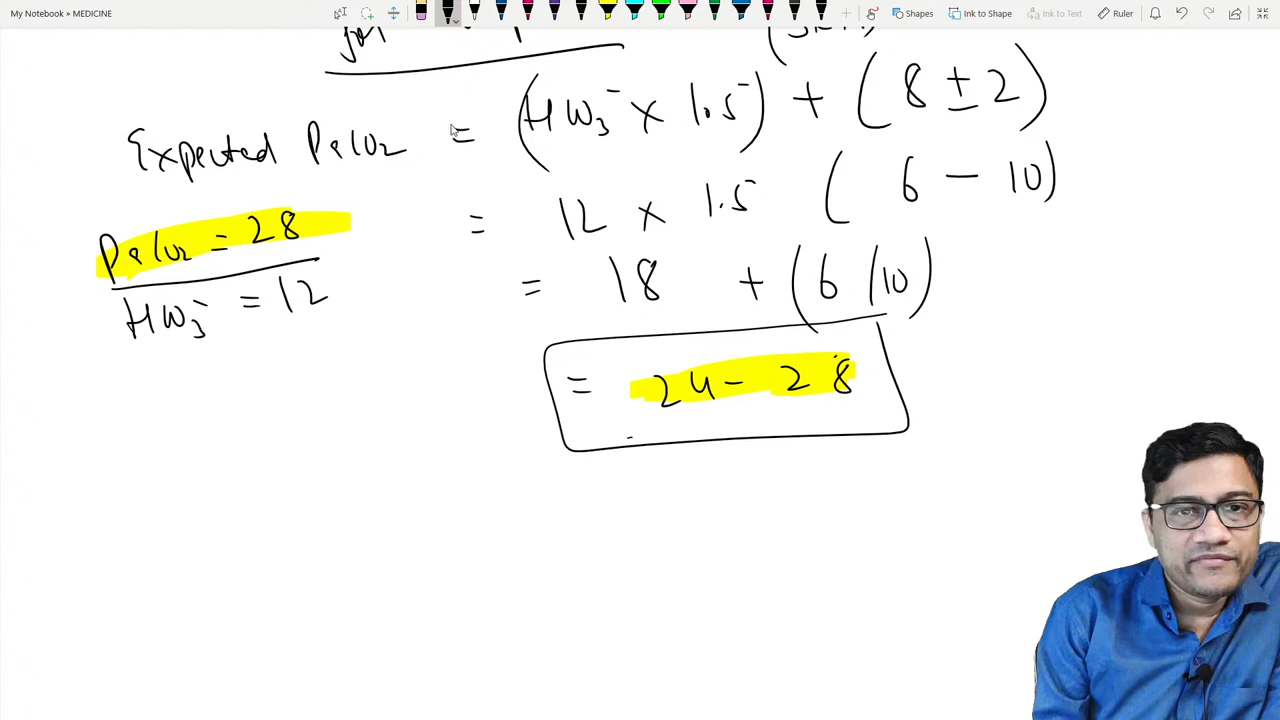 My Notebook » MEDICINE
Shapes
Ink to Shape
Ink to Text
Ruler
for
Expected PaCO2 = (HCO3⁻ × 1.5) + (8 ± 2)
PaCO2 = 28
= 12 × 1.5 (6 – 10)
HCO3⁻ = 12
= 18 + (6/10)
= 24 – 28